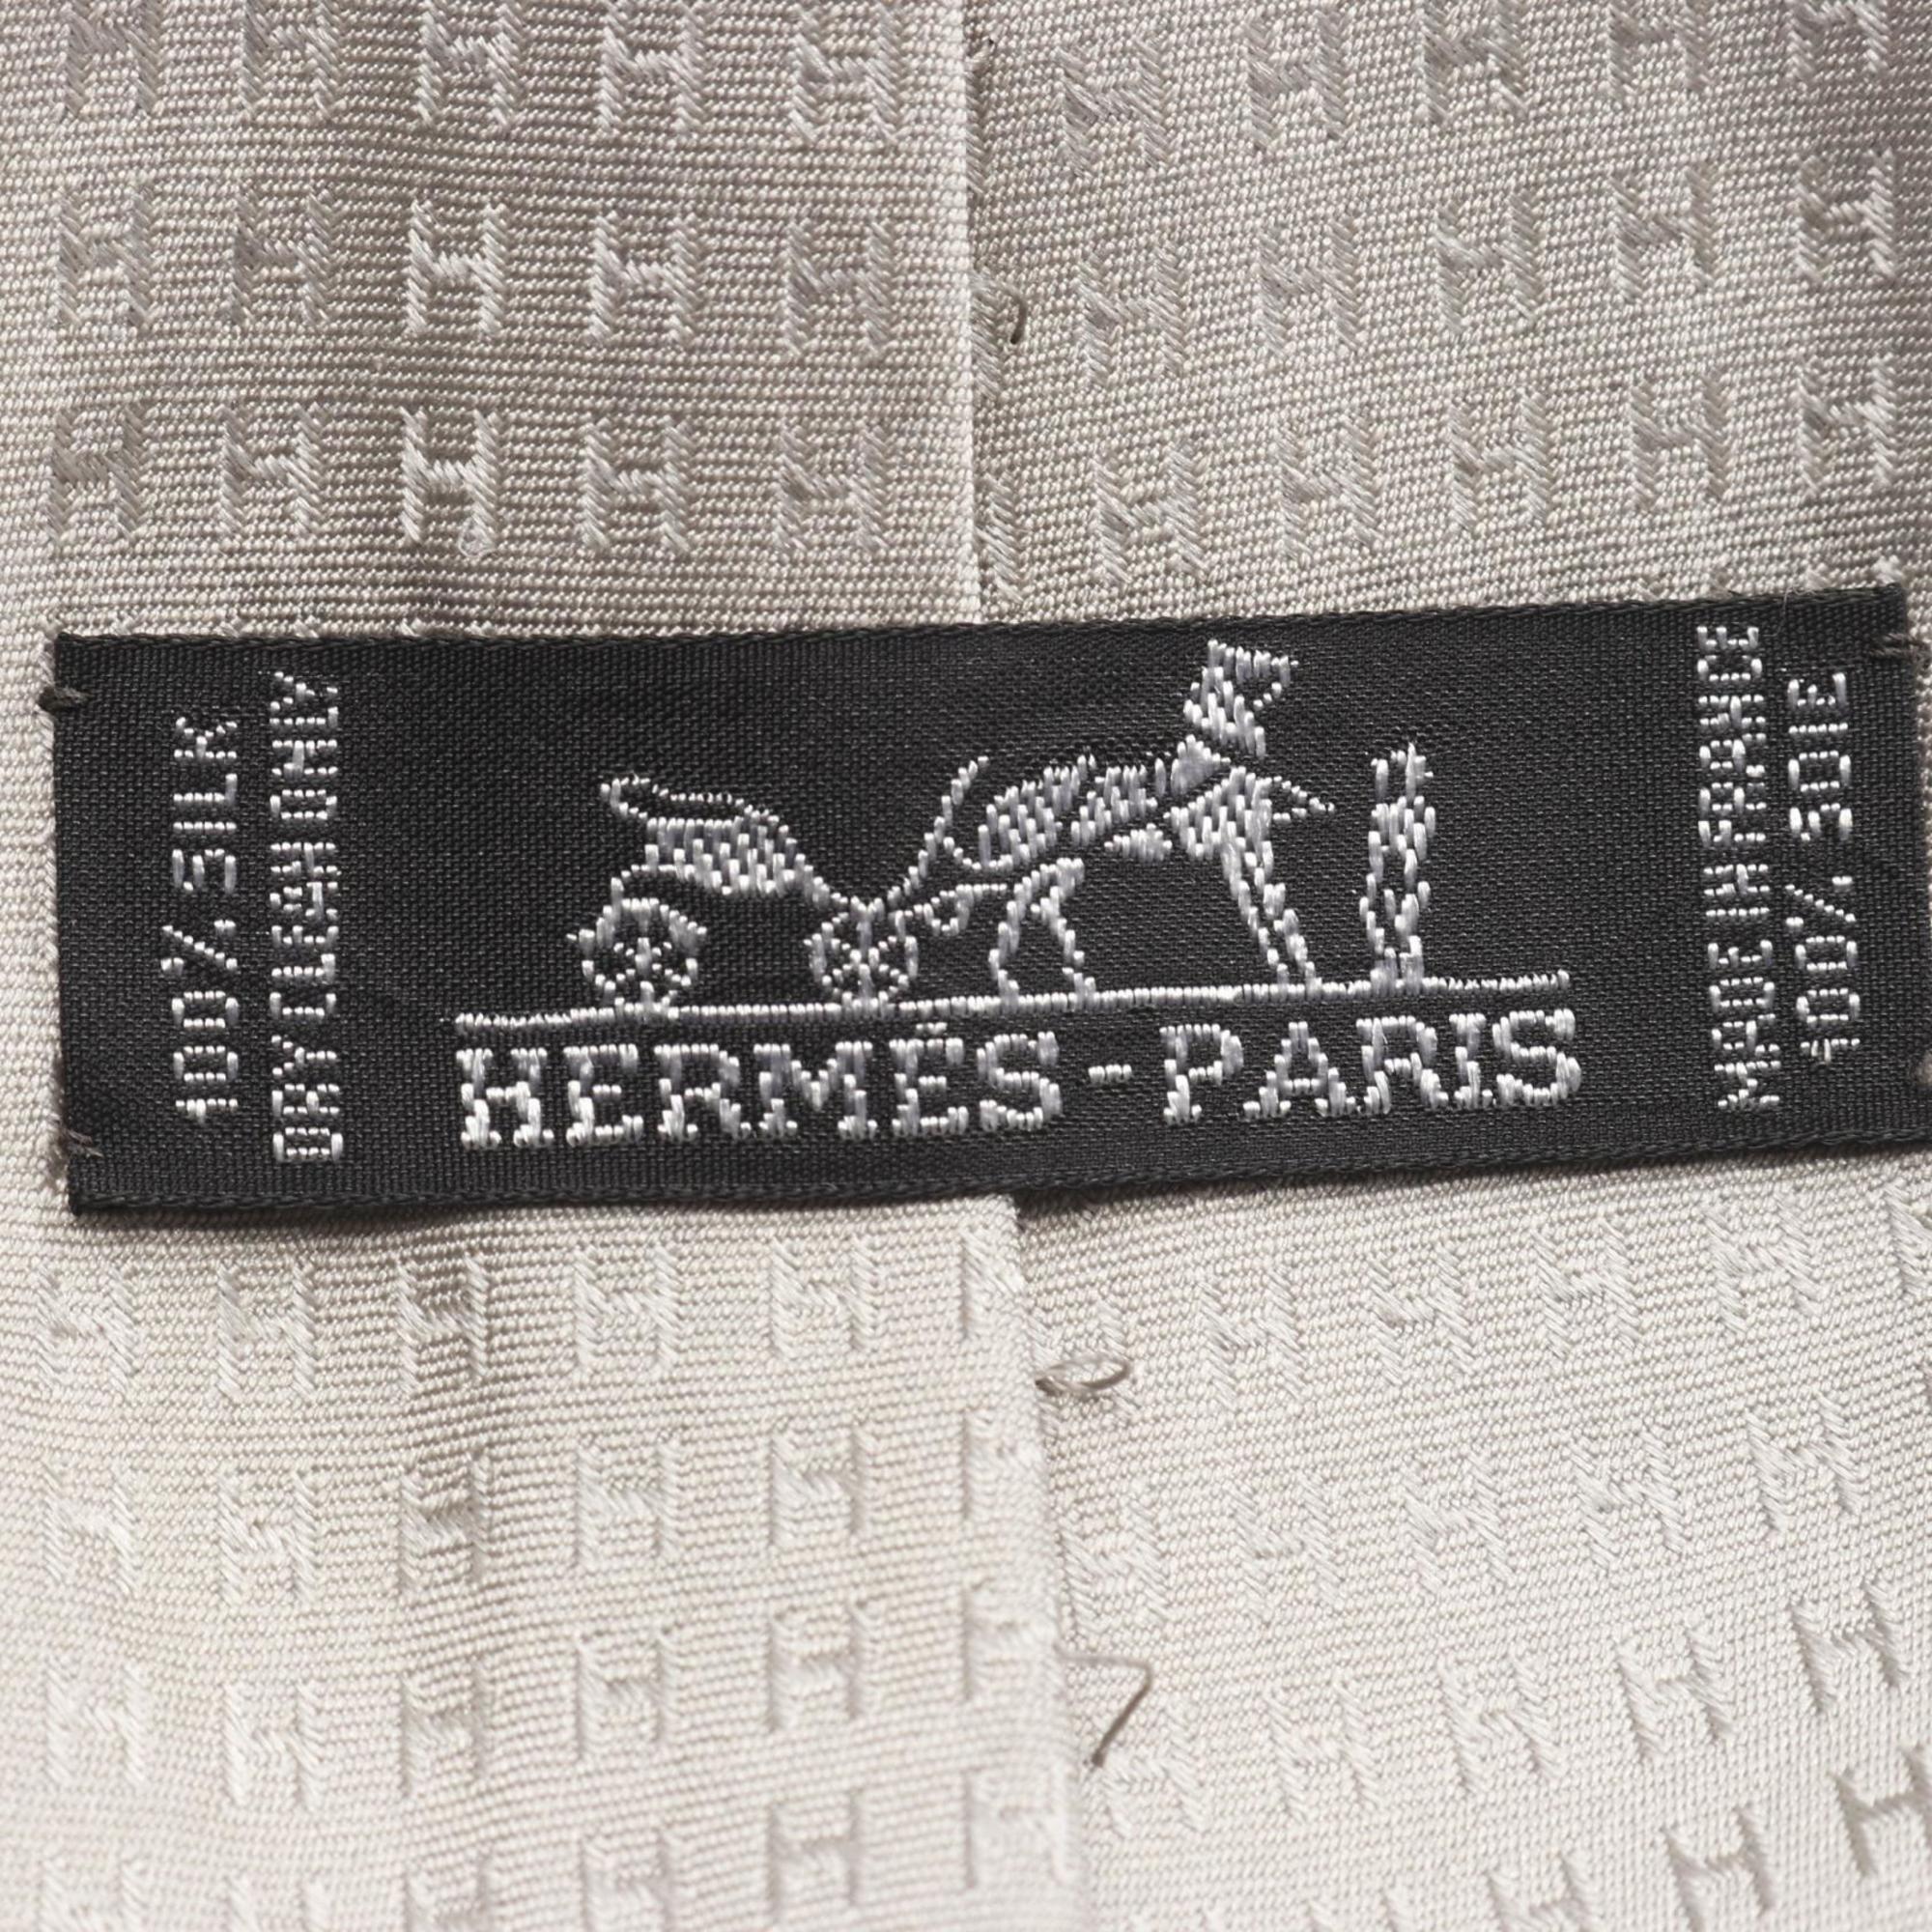 100% SILK
DRY CLEAN ONLY
HERMÈS-PARIS
MADE IN FRANCE
100% SOIE